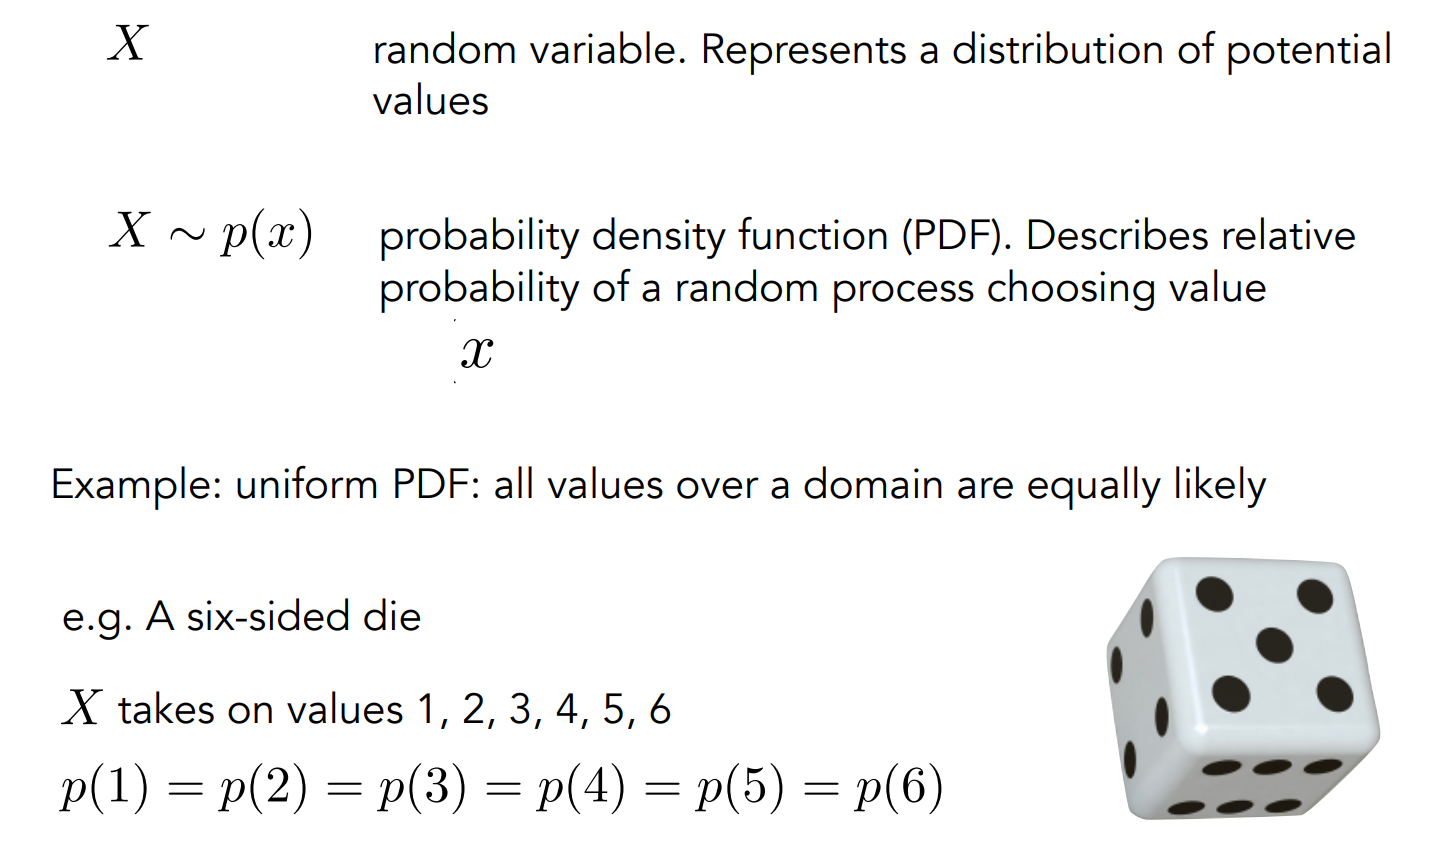 X random variable. Represents a distribution of potential
values
X ∼ p(x) probability density function (PDF). Describes relative
probability of a random process choosing value
x
Example: uniform PDF: all values over a domain are equally likely
e.g. A six-sided die
X takes on values 1, 2, 3, 4, 5, 6
p(1) = p(2) = p(3) = p(4) = p(5) = p(6)